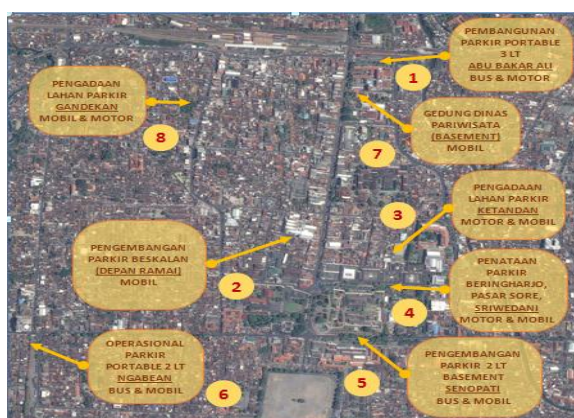 PEMBANGUNAN
PARKIR PORTABLE
3 LT
ABU BAKAR ALI
BUS & MOTOR
1
PENGADAAN
LAHAN PARKIR
GANDEKAN
MOBIL & MOTOR
8
GEDUNG DINAS
PARIWISATA
(BASEMENT)
MOBIL
7
PENGADAAN
LAHAN PARKIR
KETANDAN
MOTOR & MOBIL
3
PENGEMBANGAN
PARKIR BESKALAN
(DEPAN RAMAI)
MOBIL
2
PENATAAN
PARKIR
BERINGHARJO,
PASAR SORE,
SRIWEDANI
MOTOR & MOBIL
4
OPERASIONAL
PARKIR
PORTABLE 2 LT
NGABEAN
BUS & MOBIL
6
PENGEMBANGAN
PARKIR 2 LT
BASEMENT
SENOPATI
BUS & MOBIL
5